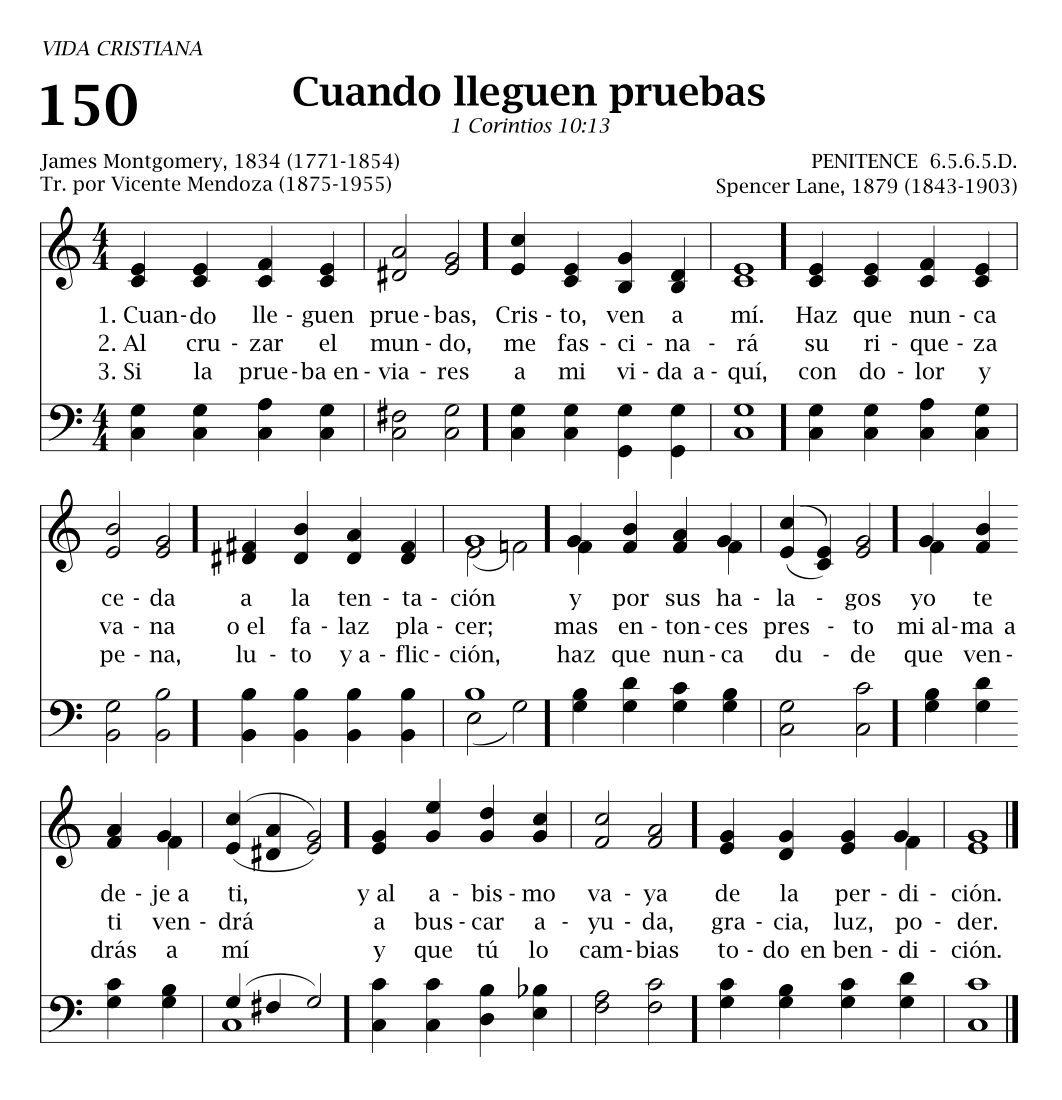 VIDA CRISTIANA
150
Cuando lleguen pruebas
1 Corintios 10:13
James Montgomery, 1834 (1771-1854)
PENITENCE 6.5.6.5.D.
Tr. por Vicente Mendoza (1875-1955)
Spencer Lane, 1879 (1843-1903)
4
4
1. Cuan-do lle - guen prue - bas, Cris - to, ven a mí. Haz que nun - ca
2. Al cru - zar el mun - do, me fas - ci - na - rá su ri - que - za
3. Si la prue - ba en - via - res a mi vi - da a - quí, con do - lor y
4
4
ce - da a la ten - ta - ción y por sus ha - la - gos yo te
va - na o el fa - laz pla - cer; mas en - ton - ces pres - to mi al - ma a
pe - na, lu - to y a - flic - ción, haz que nun - ca du - de que ven -
de - je a ti, y al a - bis - mo va - ya de la per - di - ción.
ti ven - drá a bus - car a - yu - da, gra - cia, luz, po - der.
drás a mí y que tú lo cam - bias to - do en ben - di - ción.